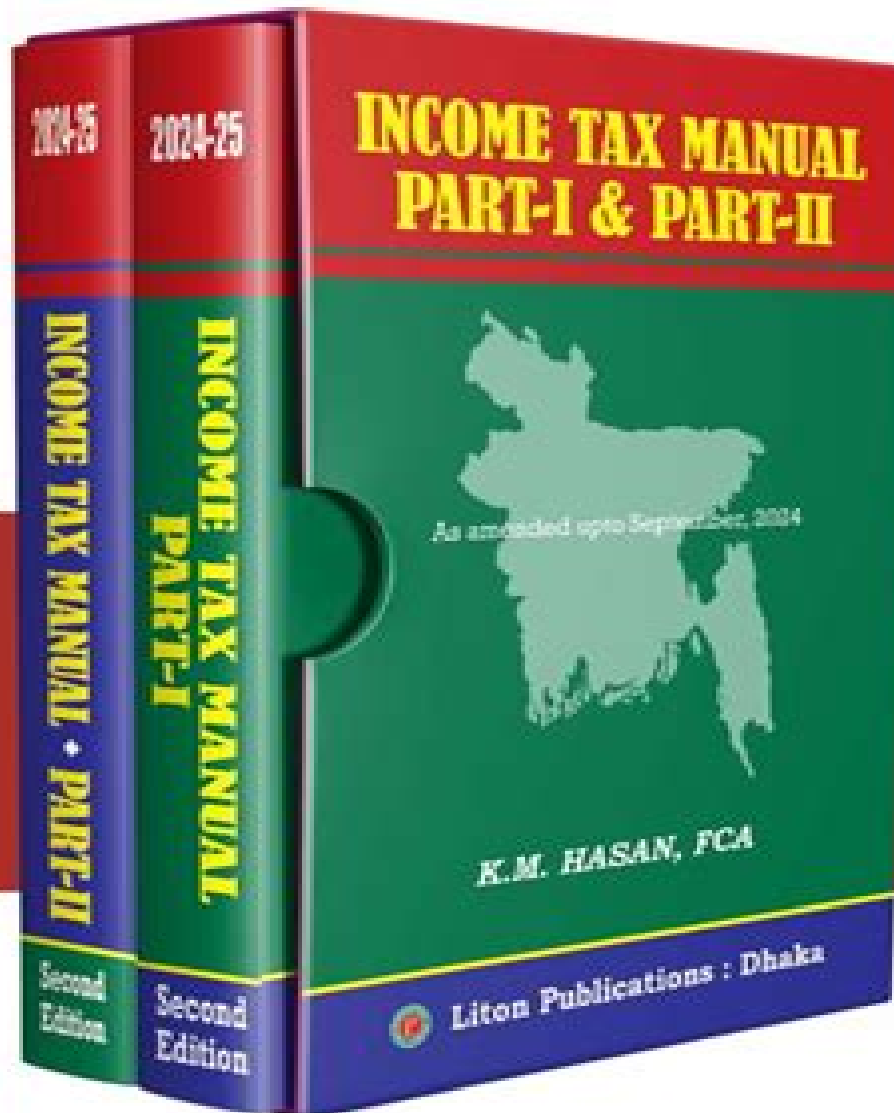 2024-25
INCOME TAX MANUAL • PART-II
Second
Edition
2024-25
INCOME TAX MANUAL
PART-I
Second
Edition
INCOME TAX MANUAL
PART-I & PART-II
As amended upto September, 2024
K.M. HASAN, FCA
Liton Publications : Dhaka